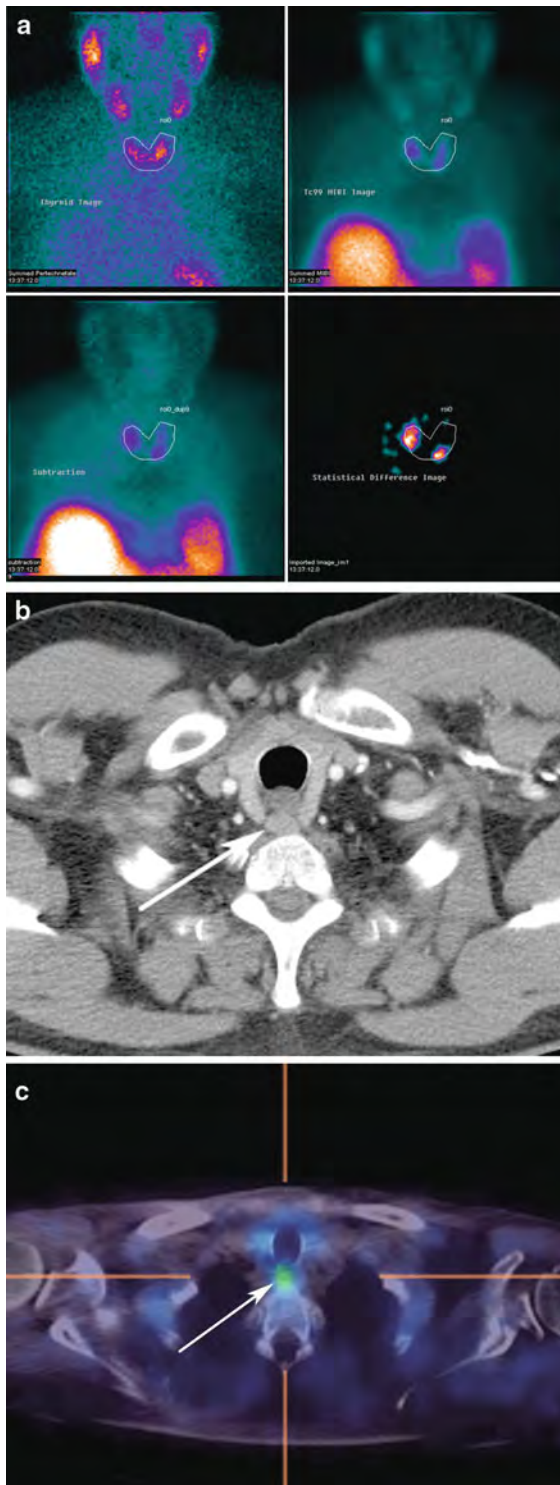 a
roi0
Thyroid Image
Summed Pertechnetate
13:37:12.0
roi0
Tc99 MIBI Image
Summed MIBI
13:37:12.0
roi0_dup0
Subtraction
subtraction
13:37:12.0
roi0
Statistical Difference Image
Imported Image_im1
13:37:12.0
b
c